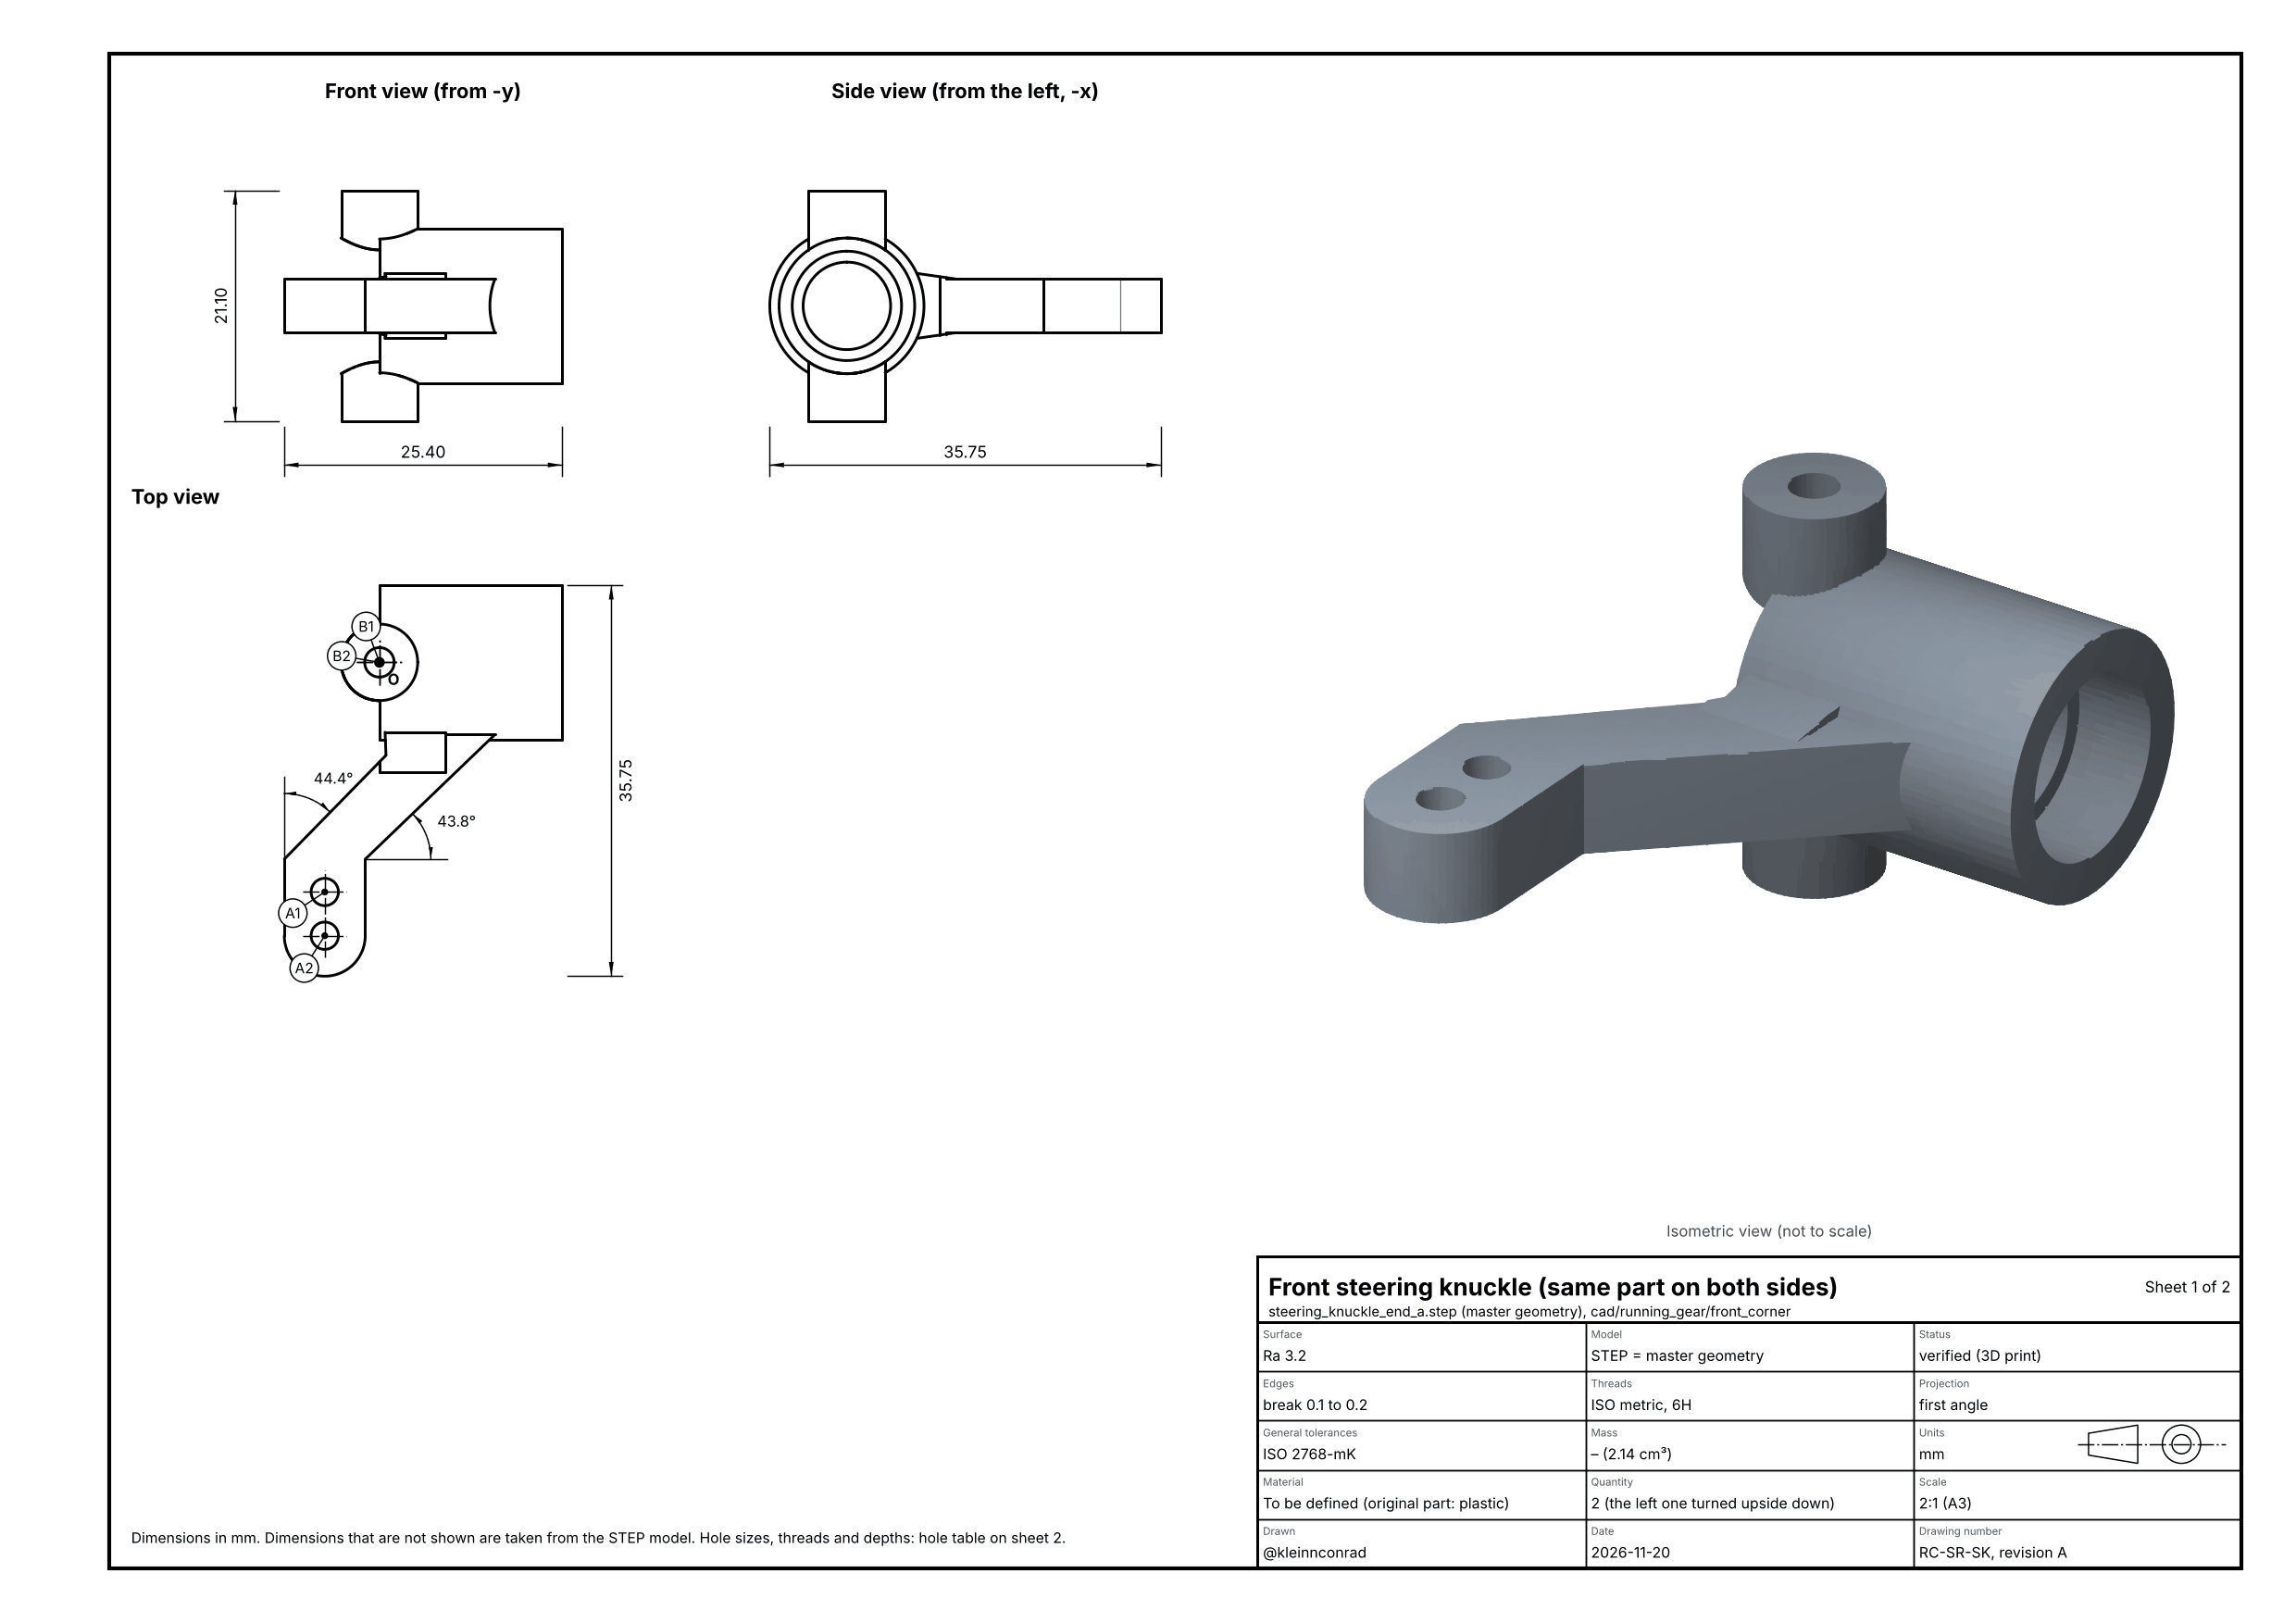 Front view (from -y)
Side view (from the left, -x)
21.10
25.40
35.75
Top view
B1
B2
O
44.4°
43.8°
35.75
A1
A2
Isometric view (not to scale)
Front steering knuckle (same part on both sides)
Sheet 1 of 2
steering_knuckle_end_a.step (master geometry), cad/running_gear/front_corner
Surface
Model
Status
Ra 3.2
STEP = master geometry
verified (3D print)
Edges
Threads
Projection
break 0.1 to 0.2
ISO metric, 6H
first angle
General tolerances
Mass
Units
ISO 2768-mK
– (2.14 cm³)
mm
Material
Quantity
Scale
To be defined (original part: plastic)
2 (the left one turned upside down)
2:1 (A3)
Drawn
Date
Drawing number
@kleinnconrad
2026-11-20
RC-SR-SK, revision A
Dimensions in mm. Dimensions that are not shown are taken from the STEP model. Hole sizes, threads and depths: hole table on sheet 2.